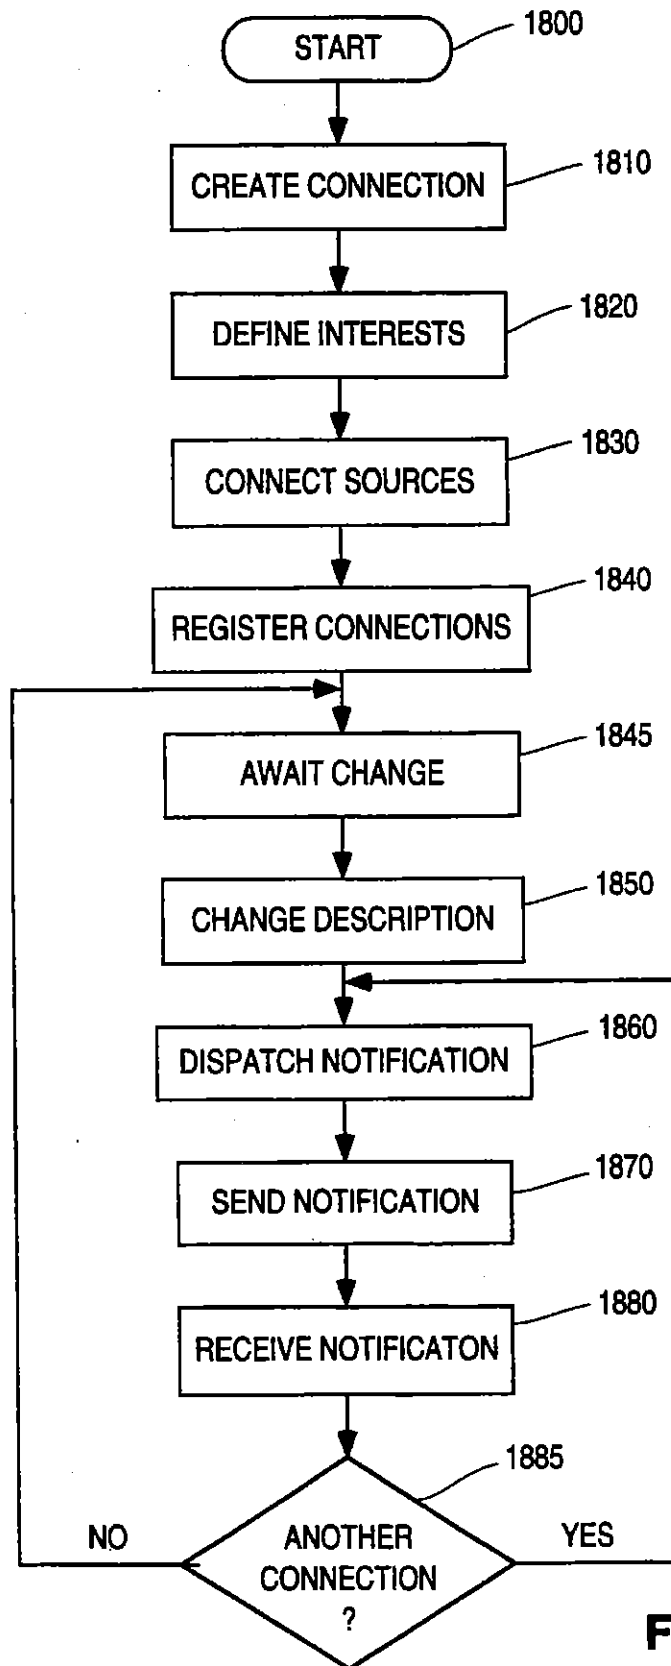 START
1800
CREATE CONNECTION
1810
DEFINE INTERESTS
1820
CONNECT SOURCES
1830
REGISTER CONNECTIONS
1840
AWAIT CHANGE
1845
CHANGE DESCRIPTION
1850
DISPATCH NOTIFICATION
1860
SEND NOTIFICATION
1870
RECEIVE NOTIFICATON
1880
1885
NO
ANOTHER
CONNECTION
?
YES
F